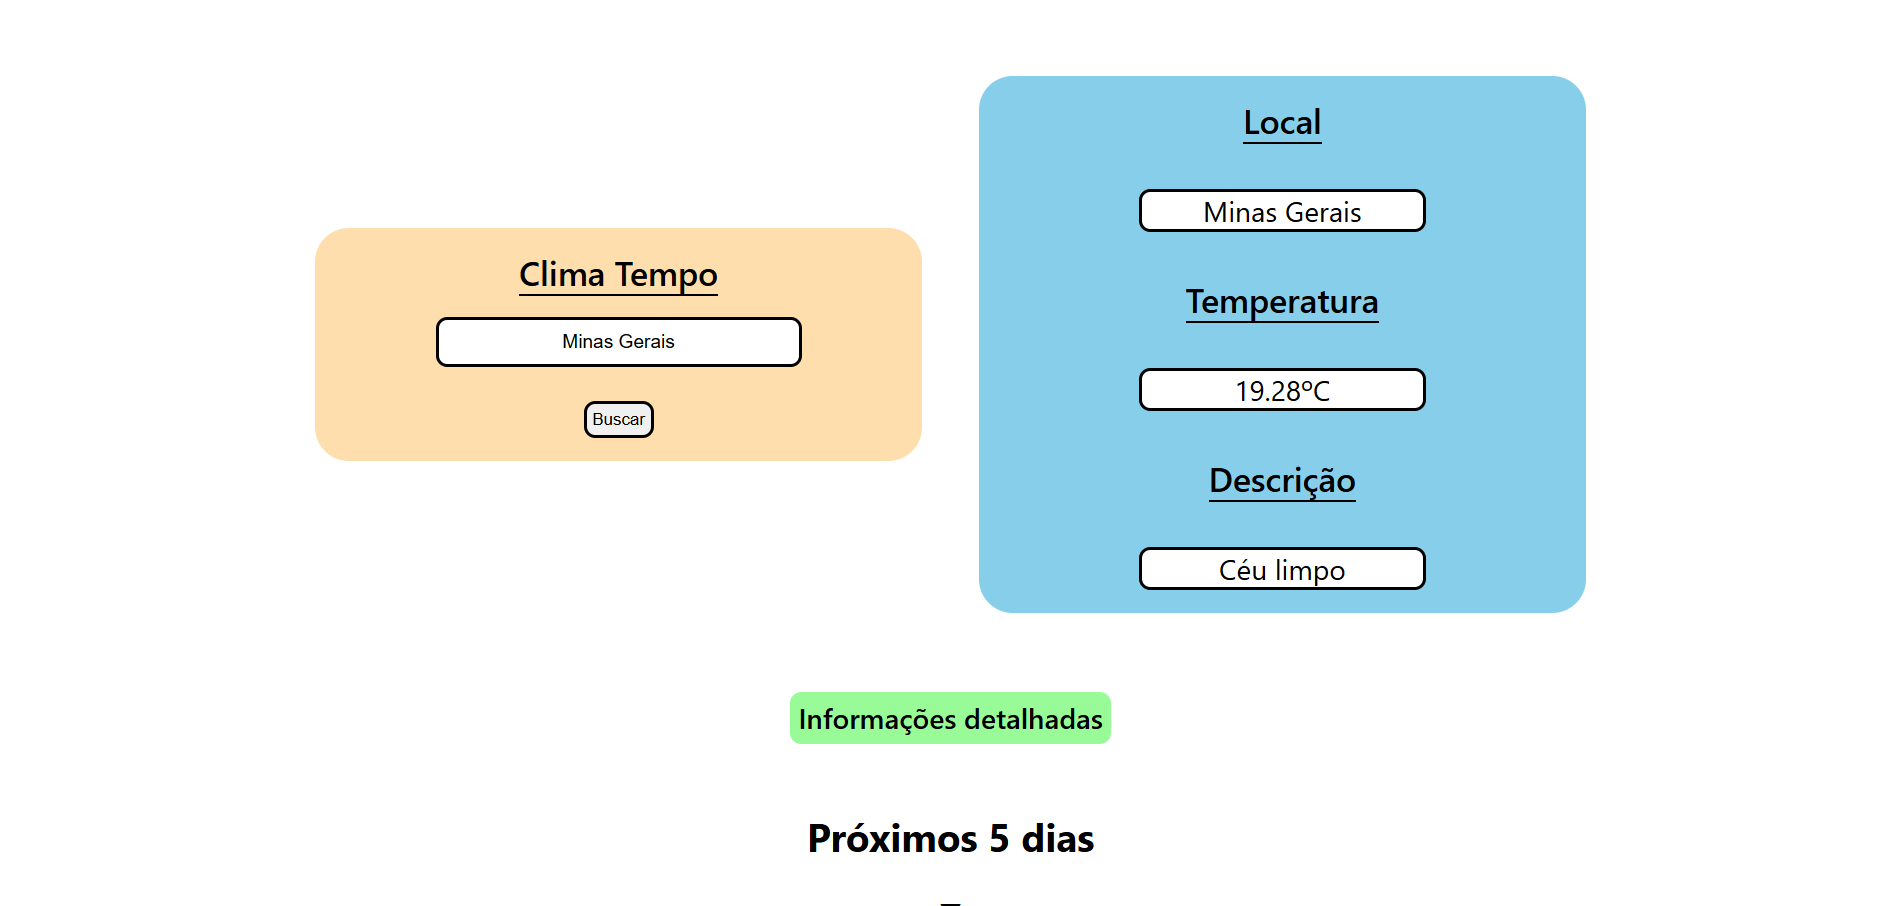 Clima Tempo
Minas Gerais
Buscar
Local
Minas Gerais
Temperatura
19.28ºC
Descrição
Céu limpo
Informações detalhadas
Próximos 5 dias